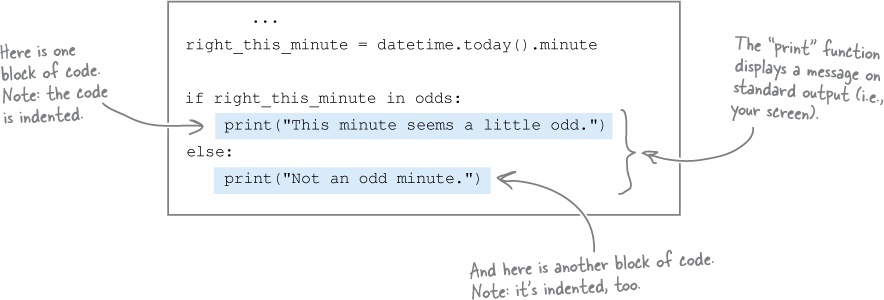 ...
right_this_minute = datetime.today().minute
if right_this_minute in odds:
print("This minute seems a little odd.")
else:
print("Not an odd minute.")
Here is one
block of code.
Note: the code
is indented.
The “print” function
displays a message on
standard output (i.e.,
your screen).
And here is another block of code.
Note: it's indented, too.